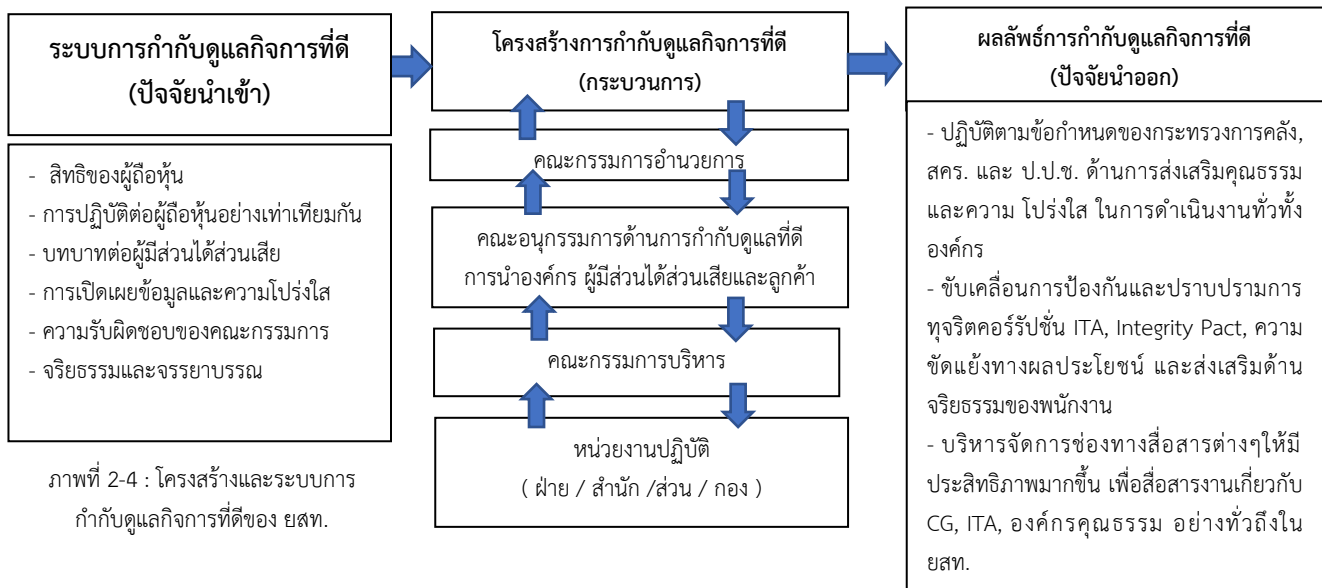 ระบบการกำกับดูแลกิจการที่ดี
(ปัจจัยนำเข้า)
- สิทธิของผู้ถือหุ้น
- การปฏิบัติต่อผู้ถือหุ้นอย่างเท่าเทียมกัน
- บทบาทต่อผู้มีส่วนได้ส่วนเสีย
- การเปิดเผยข้อมูลและความโปร่งใส
- ความรับผิดชอบของคณะกรรมการ
- จริยธรรมและจรรยาบรรณ
ภาพที่ 2-4 : โครงสร้างและระบบการ
กำกับดูแลกิจการที่ดีของ ยสท.
โครงสร้างการกำกับดูแลกิจการที่ดี
(กระบวนการ)
คณะกรรมการอำนวยการ
คณะอนุกรรมการด้านการกำกับดูแลที่ดี
การนำองค์กร ผู้มีส่วนได้ส่วนเสียและลูกค้า
คณะกรรมการบริหาร
หน่วยงานปฏิบัติ
( ฝ่าย / สำนัก /ส่วน / กอง )
ผลลัพธ์การกำกับดูแลกิจการที่ดี
(ปัจจัยนำออก)
- ปฏิบัติตามข้อกำหนดของกระทรวงการคลัง,
สคร. และ ป.ป.ช. ด้านการส่งเสริมคุณธรรม
และความ โปร่งใส ในการดำเนินงานทั่วทั้ง
องค์กร
- ขับเคลื่อนการป้องกันและปราบปรามการ
ทุจริตคอร์รัปชั่น ITA, Integrity Pact, ความ
ขัดแย้งทางผลประโยชน์ และส่งเสริมด้าน
จริยธรรมของพนักงาน
- บริหารจัดการช่องทางสื่อสารต่างๆให้มี
ประสิทธิภาพมากขึ้น เพื่อสื่อสารงานเกี่ยวกับ
CG, ITA, องค์กรคุณธรรม อย่างทั่วถึงใน
ยสท.